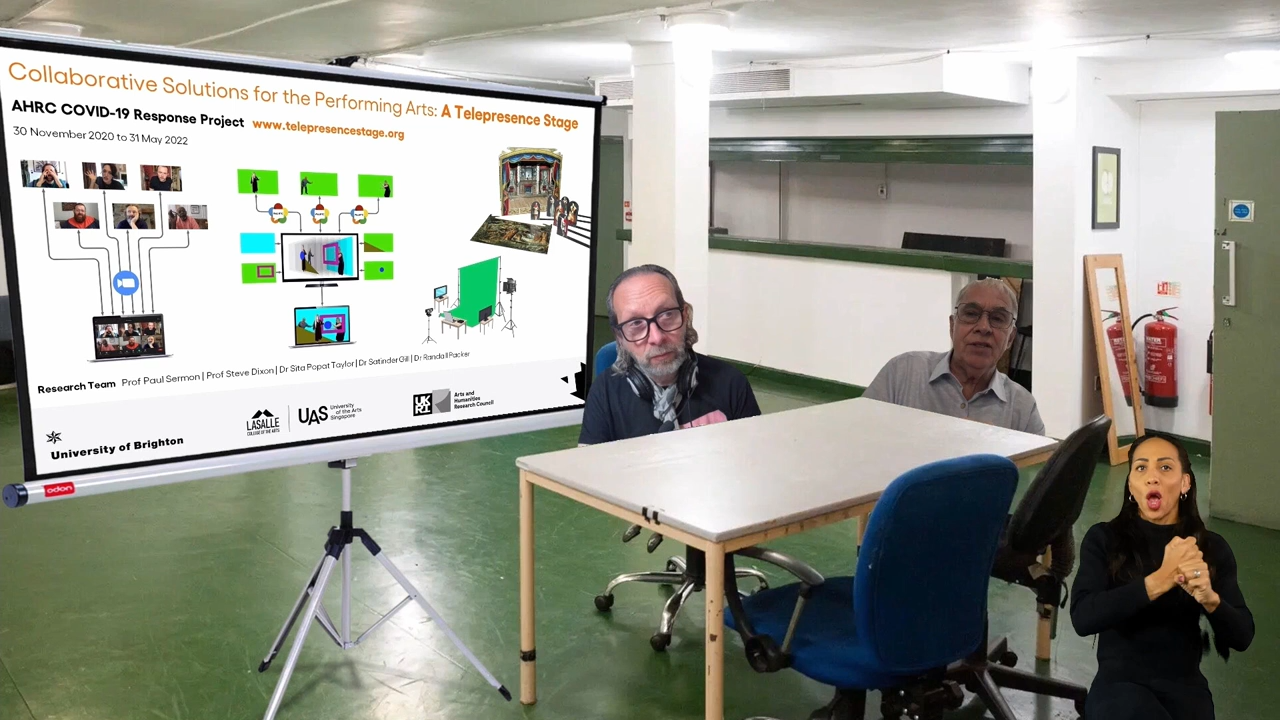 Collaborative Solutions for the Performing Arts: A Telepresence Stage
AHRC COVID-19 Response Project www.telepresencestage.org
30 November 2020 to 31 May 2022
Research Team Prof Paul Sermon | Prof Steve Dixon | Dr Sita Popat Taylor | Dr Satinder Gill | Dr Randall Packer
University of Brighton
LASALLE
COLLEGE OF THE ARTS
UAS
University
of the Arts
Singapore
UKRI
Arts and
Humanities
Research Council
odon